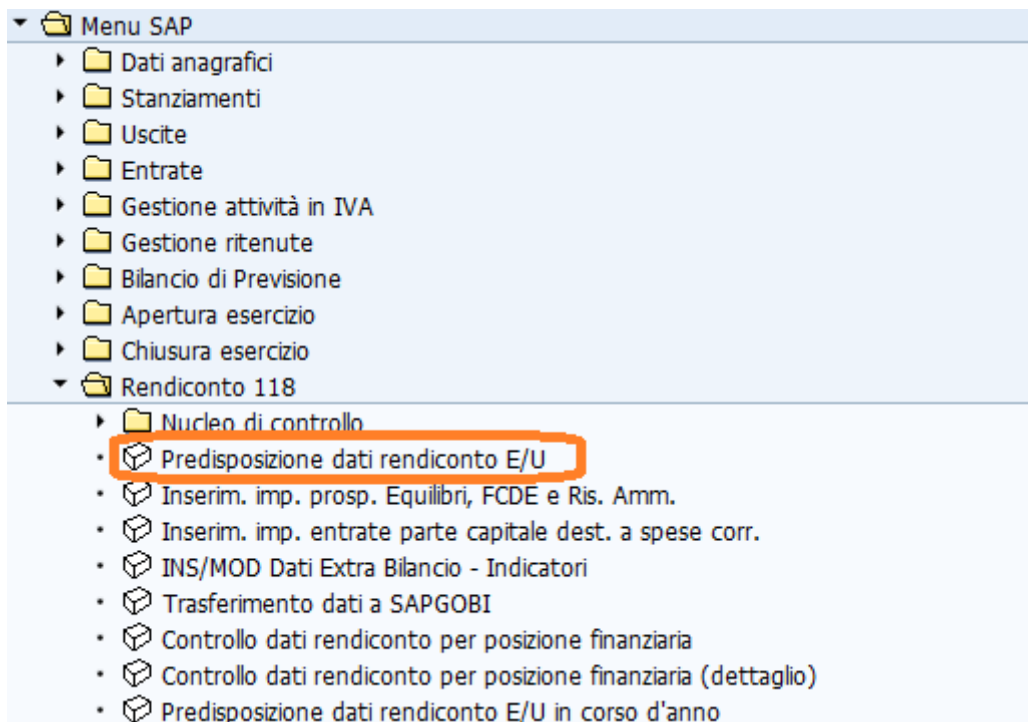 Menu SAP
Dati anagrafici
Stanziamenti
Uscite
Entrate
Gestione attività in IVA
Gestione ritenute
Bilancio di Previsione
Apertura esercizio
Chiusura esercizio
Rendiconto 118
Nucleo di controllo
Predisposizione dati rendiconto E/U
Inserim. imp. prosp. Equilibri, FCDE e Ris. Amm.
Inserim. imp. entrate parte capitale dest. a spese corr.
INS/MOD Dati Extra Bilancio - Indicatori
Trasferimento dati a SAPGOBI
Controllo dati rendiconto per posizione finanziaria
Controllo dati rendiconto per posizione finanziaria (dettaglio)
Predisposizione dati rendiconto E/U in corso d'anno